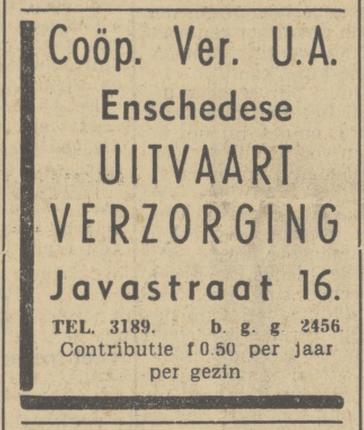 Coöp. Ver. U.A.
Enschedese
UITVAART
VERZORGING
Javastraat 16.
TEL. 3189. b. g. g 2456
Contributie f 0.50 per jaar
per gezin